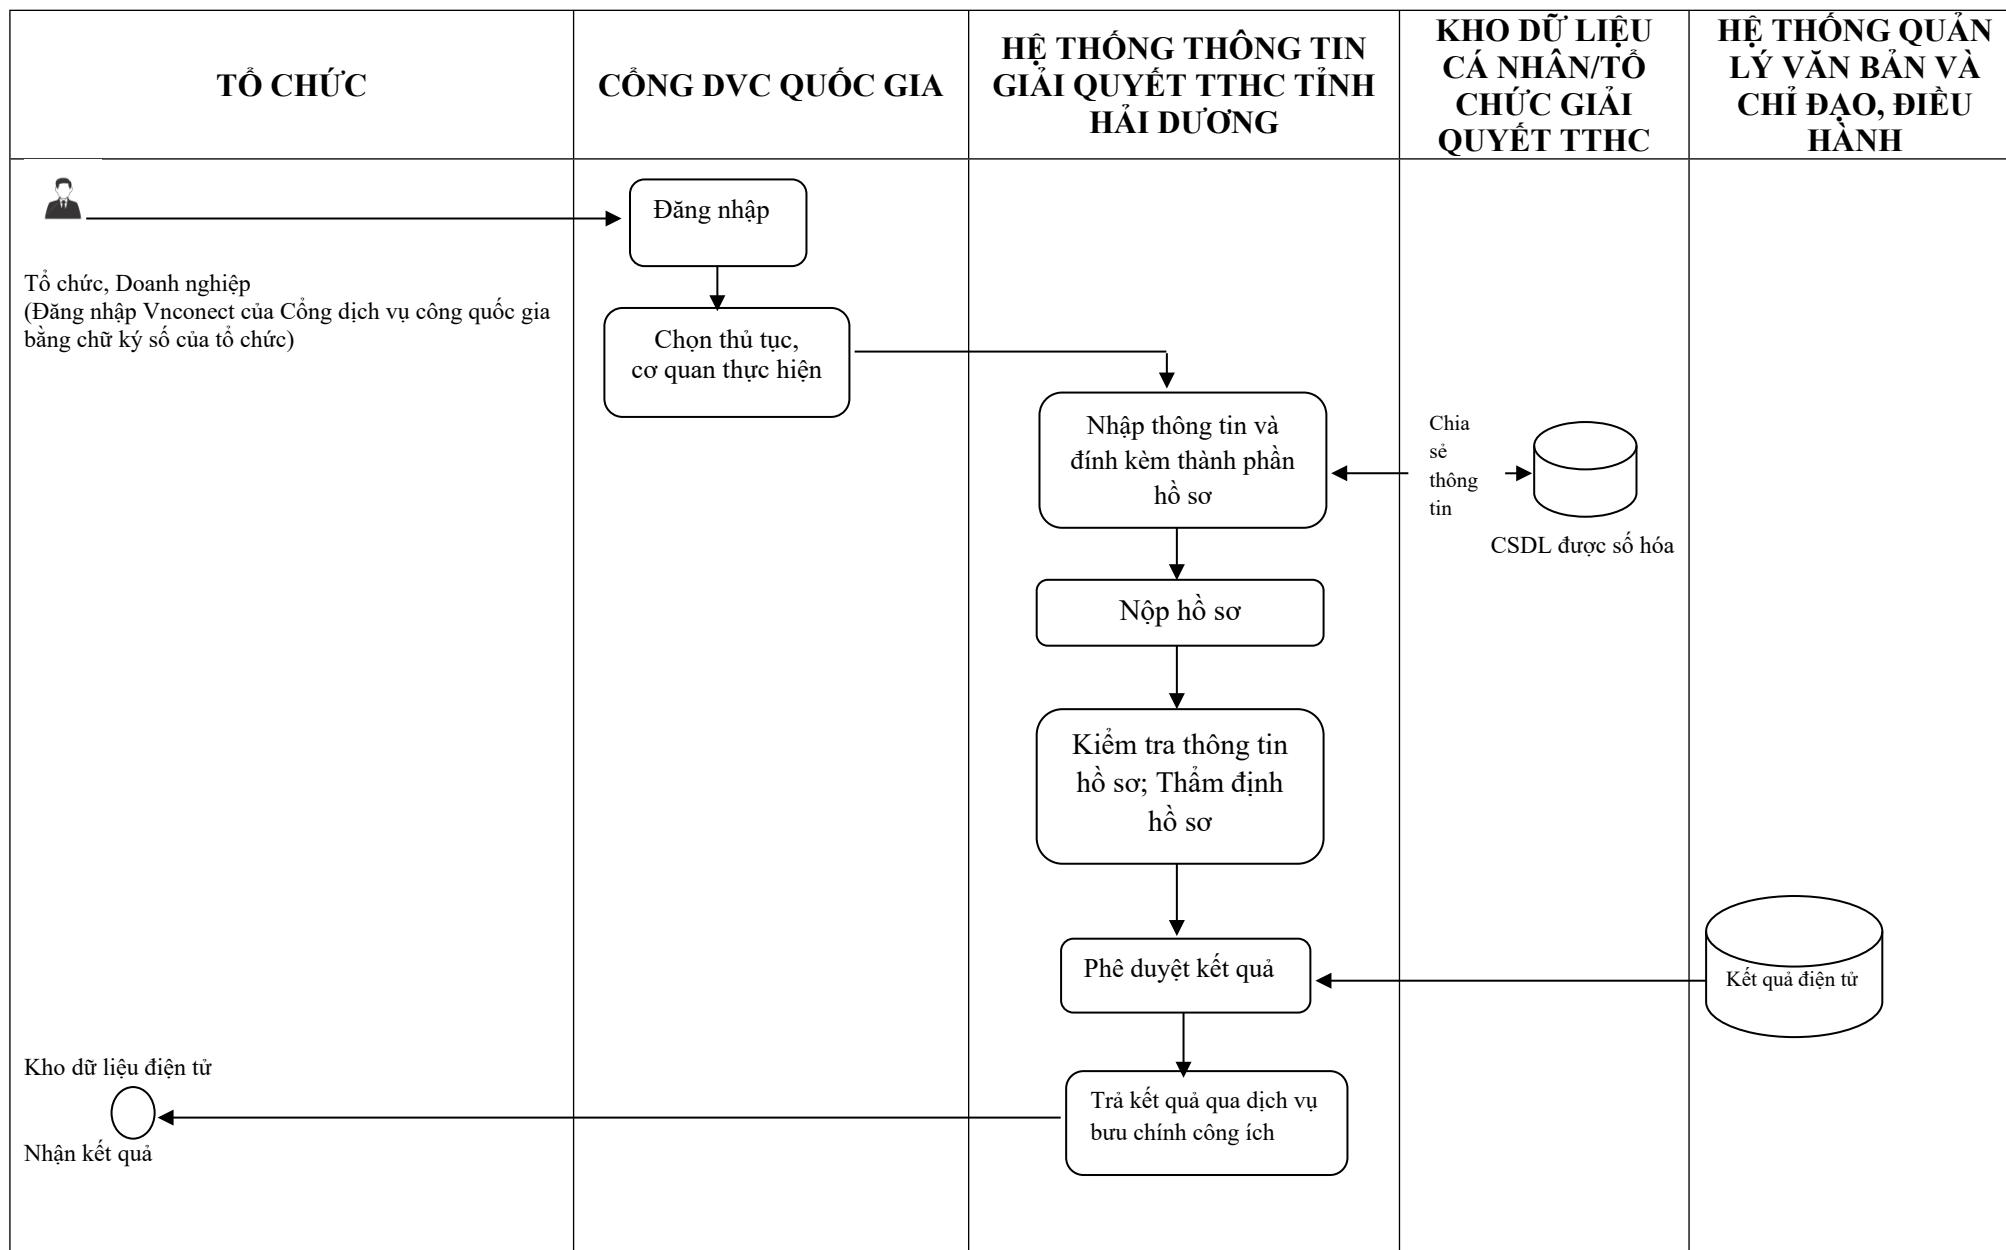 TỔ CHỨC
CỔNG DVC QUỐC GIA
HỆ THỐNG THÔNG TIN
GIẢI QUYẾT TTHC TỈNH
HẢI DƯƠNG
KHO DỮ LIỆU
CÁ NHÂN/TỔ
CHỨC GIẢI
QUYẾT TTHC
HỆ THỐNG QUẢN
LÝ VĂN BẢN VÀ
CHỈ ĐẠO, ĐIỀU
HÀNH
Đăng nhập
Tổ chức, Doanh nghiệp
(Đăng nhập Vnconect của Cổng dịch vụ công quốc gia
bằng chữ ký số của tổ chức)
Chọn thủ tục,
cơ quan thực hiện
Nhập thông tin và
đính kèm thành phần
hồ sơ
Chia
sẻ
thông
tin
CSDL được số hóa
Nộp hồ sơ
Kiểm tra thông tin
hồ sơ; Thẩm định
hồ sơ
Phê duyệt kết quả
Kết quả điện tử
Kho dữ liệu điện tử
Nhận kết quả
Trả kết quả qua dịch vụ
bưu chính công ích